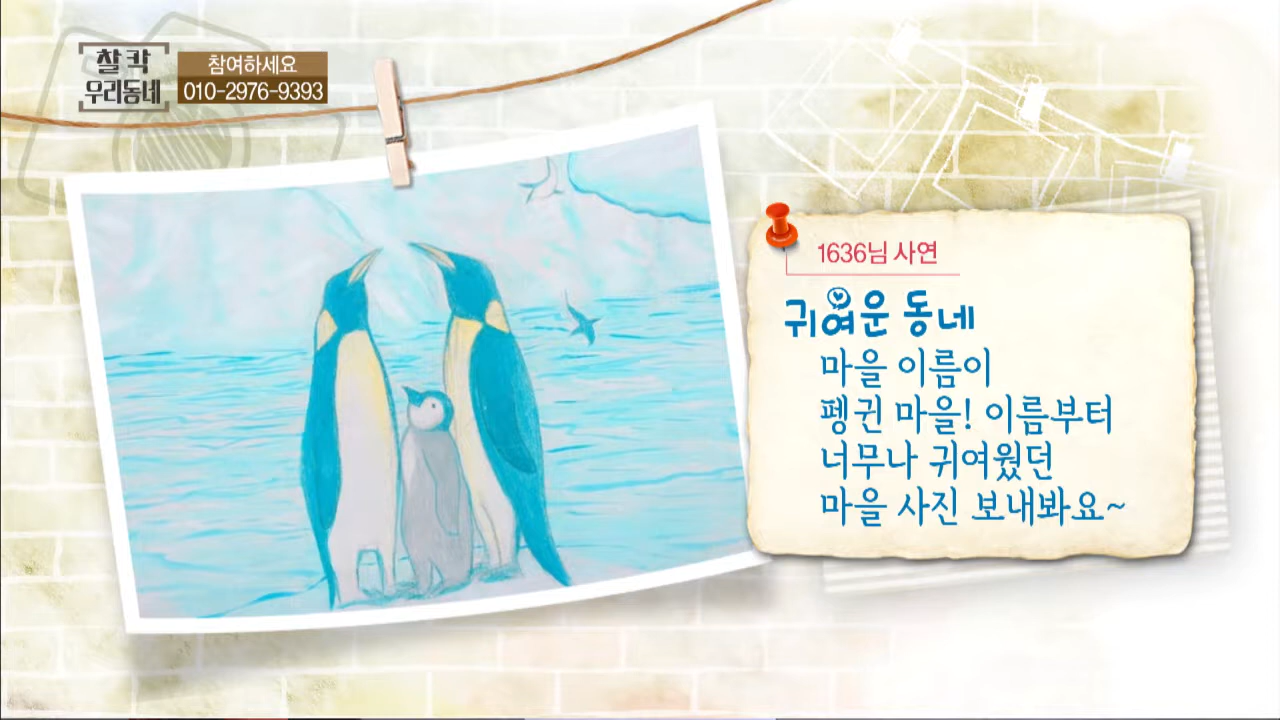 찰칵
우리동네
참여하세요
010-2976-9393
1636님 사연
귀여운 동네
마을 이름이
펭귄 마을! 이름부터
너무나 귀여웠던
마을 사진 보내봐요~